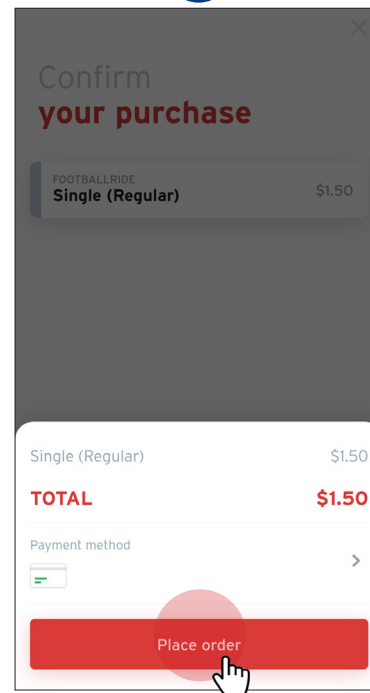 Confirm
your purchase
FOOTBALLRIDE
Single (Regular) $1.50
Single (Regular) $1.50
TOTAL $1.50
Payment method
Place order